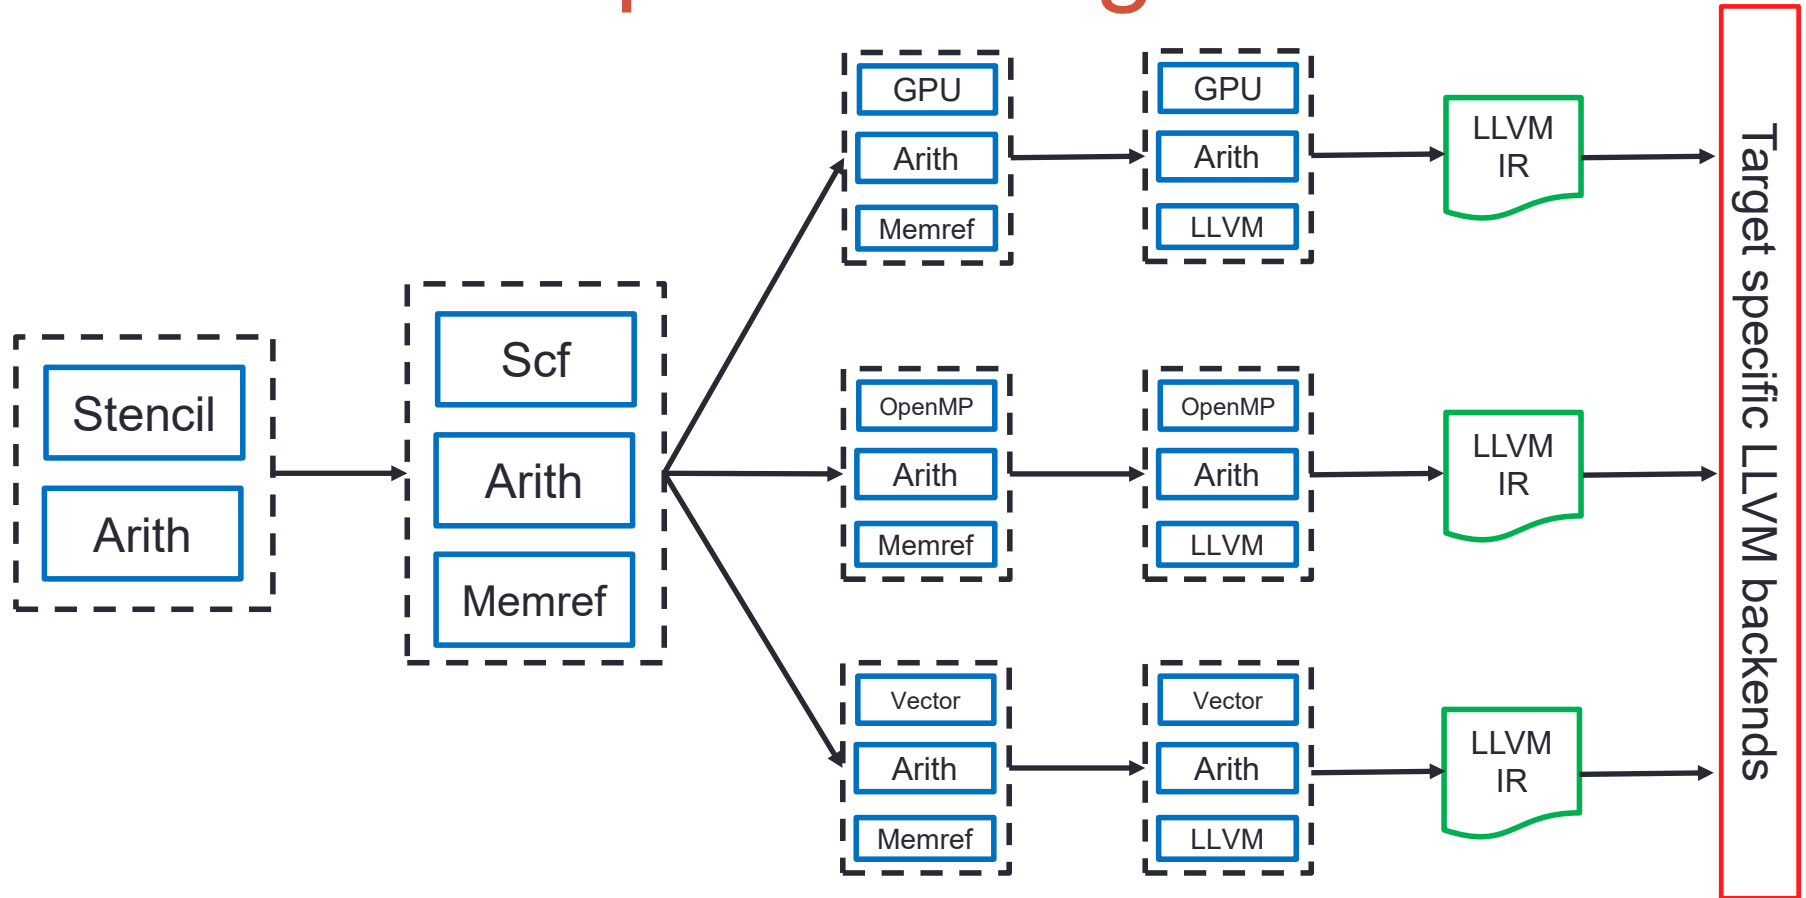 Stencil
Arith
Scf
Arith
Memref
GPU
Arith
Memref
GPU
Arith
LLVM
LLVM
IR
OpenMP
Arith
Memref
OpenMP
Arith
LLVM
LLVM
IR
Vector
Arith
Memref
Vector
Arith
LLVM
LLVM
IR
Target specific LLVM backends